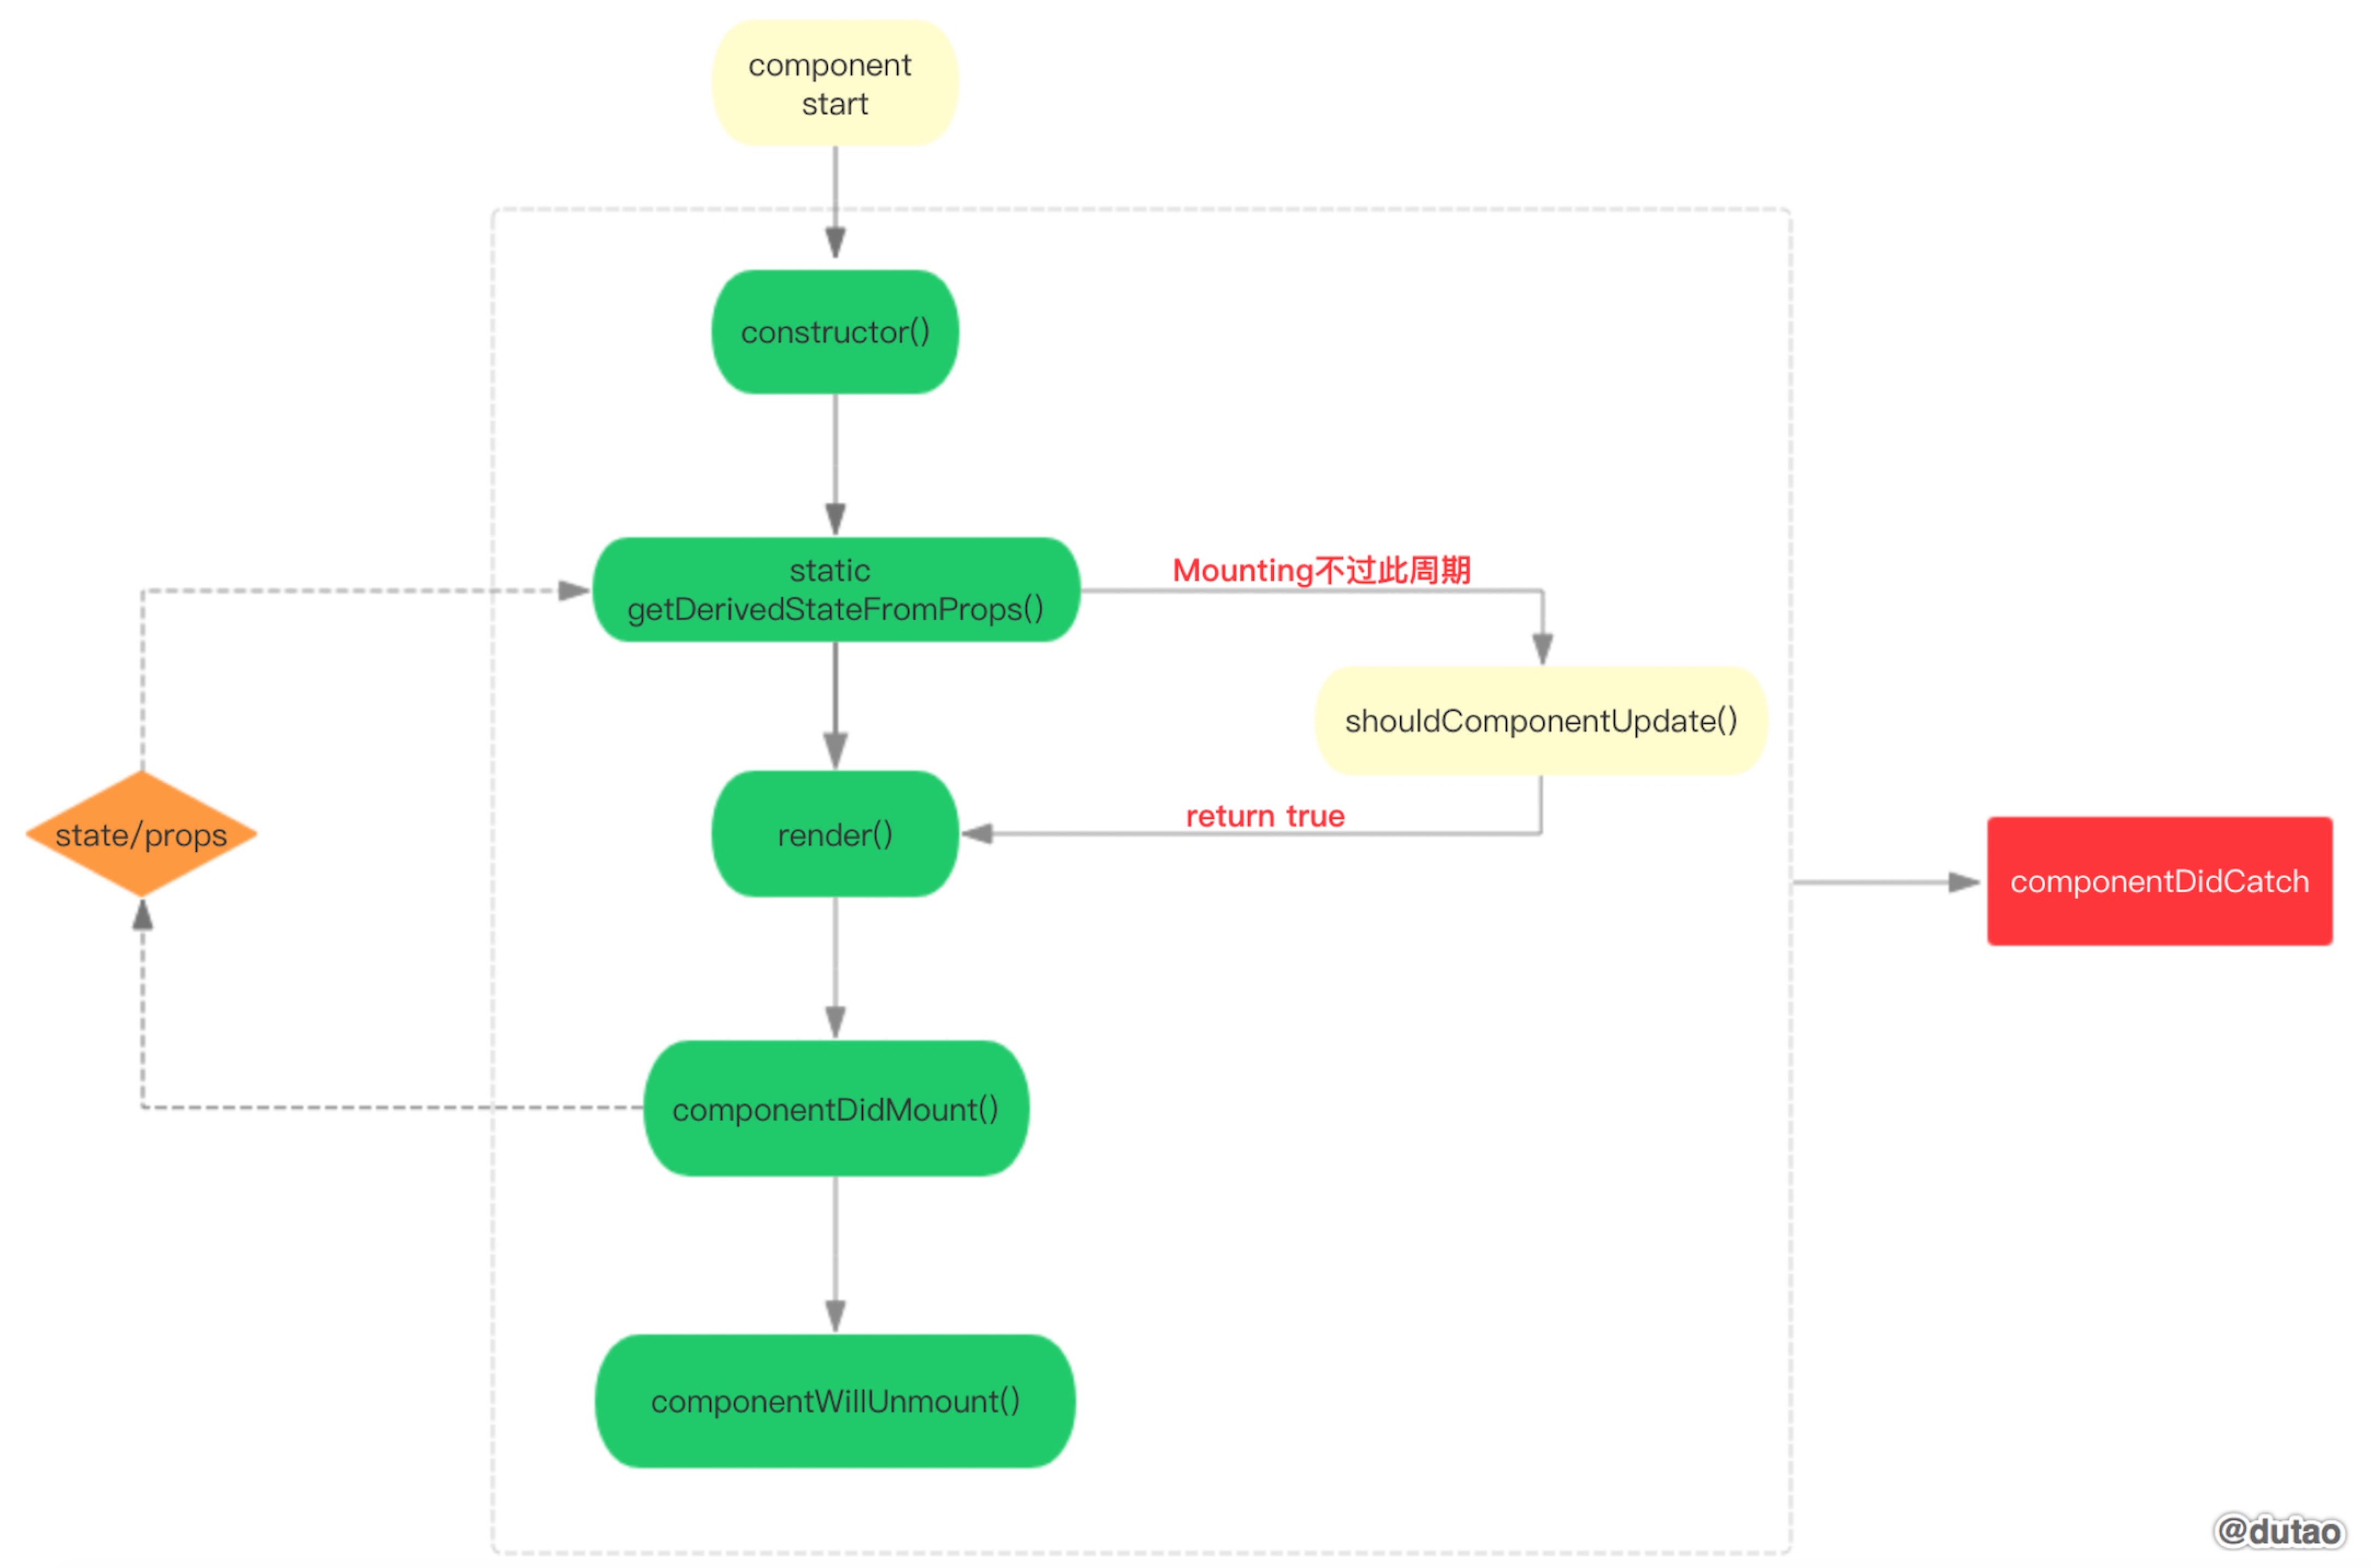 component
start
constructor()
static
getDerivedStateFromProps()
Mounting不过此周期
shouldComponentUpdate()
return true
render()
state/props
componentDidCatch
componentDidMount()
componentWillUnmount()
@dutao